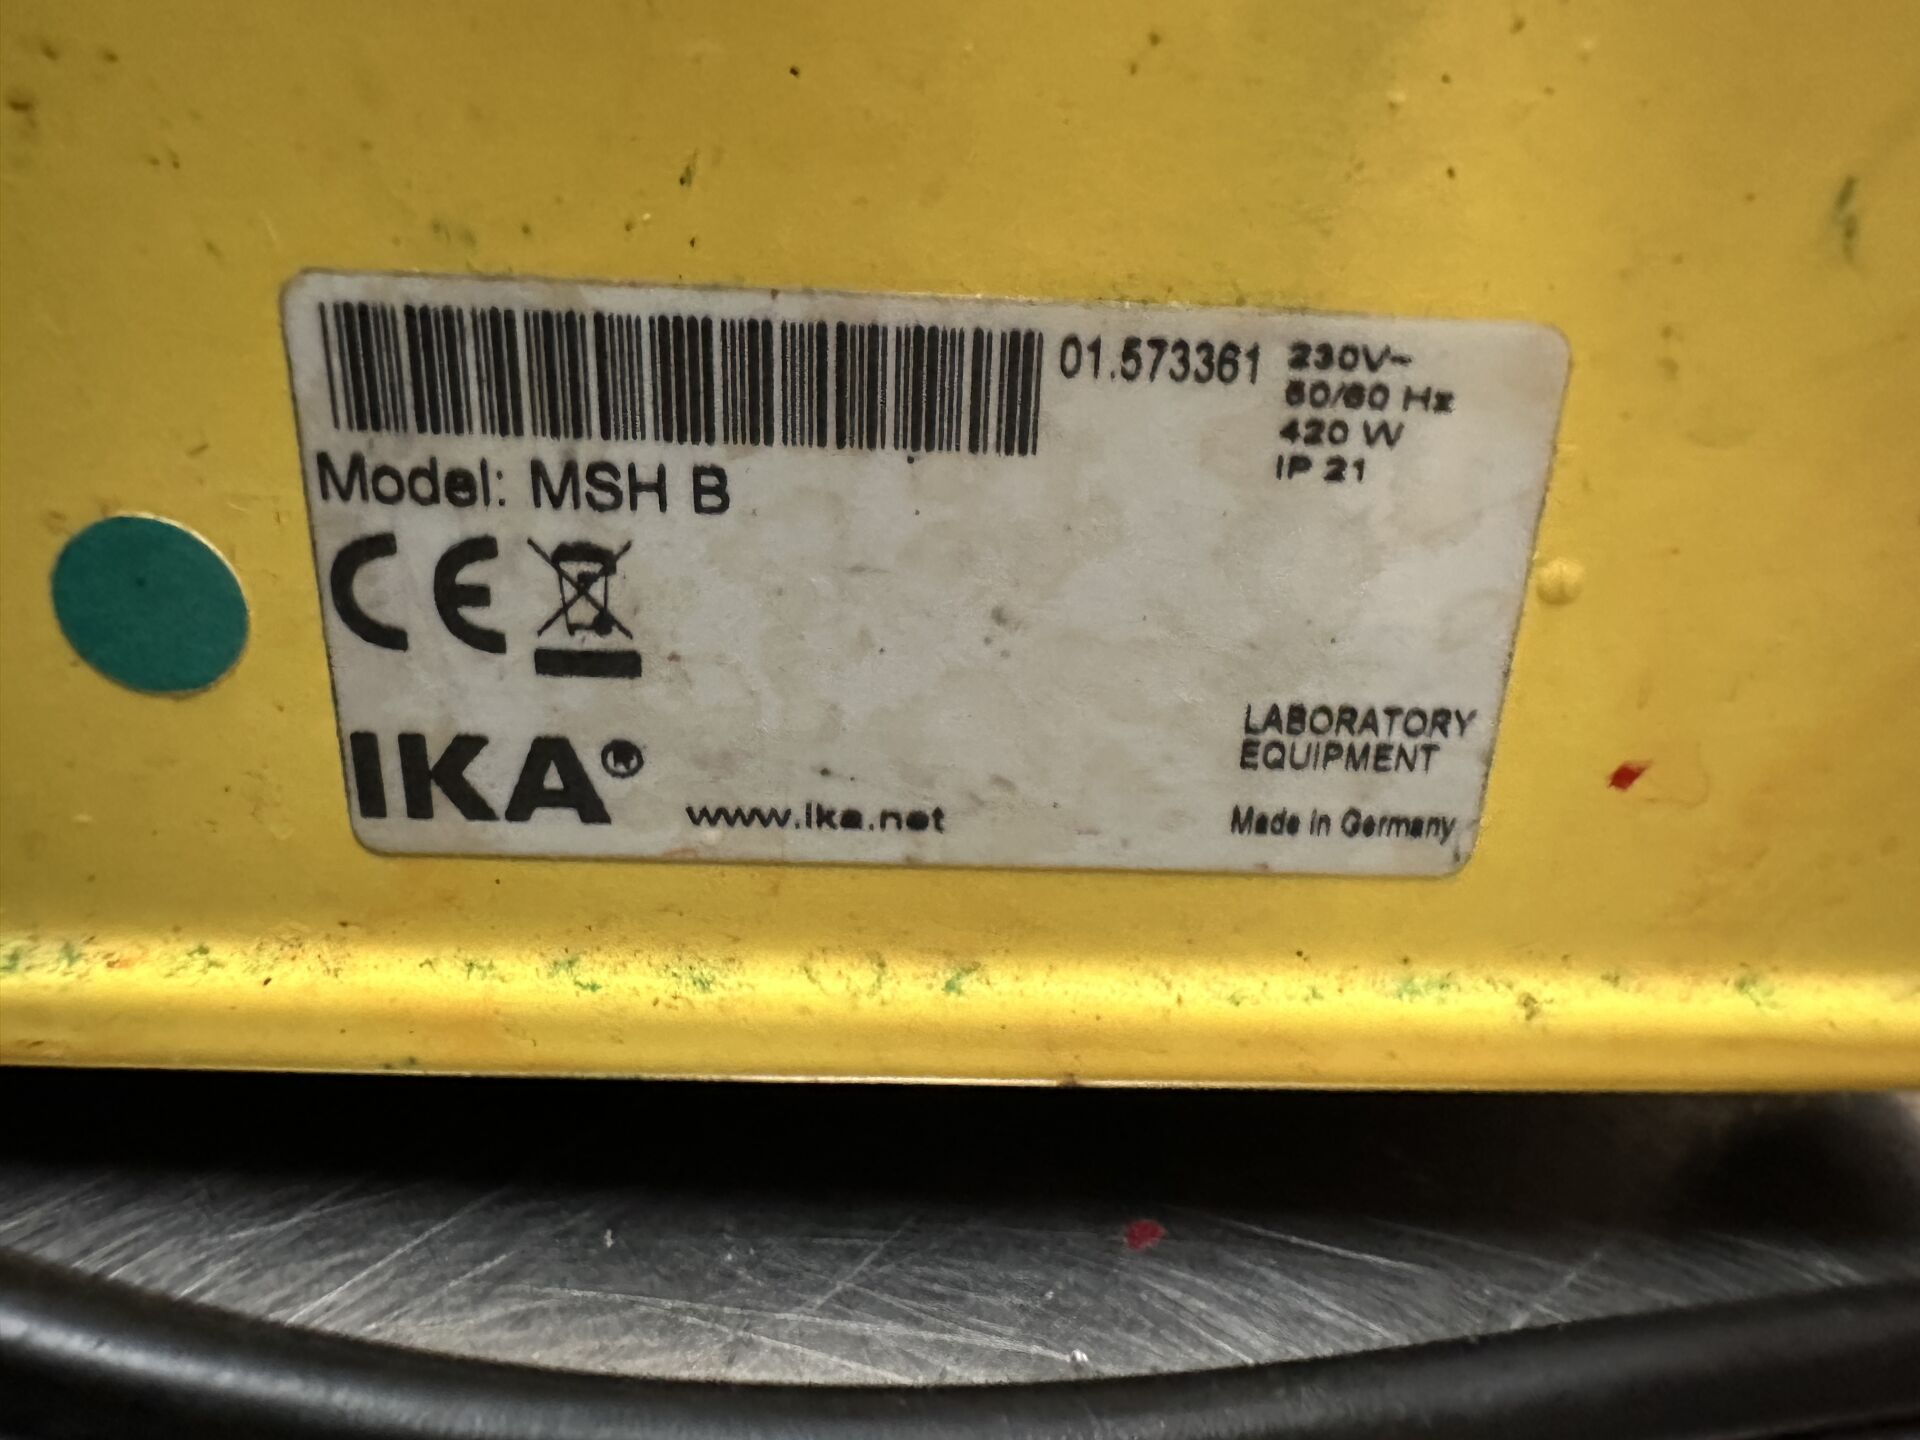 01.573361
230V~
50/60 Hz
420 W
IP 21
Model: MSH B
CE
IKA®
www.ika.net
LABORATORY
EQUIPMENT
Made in Germany